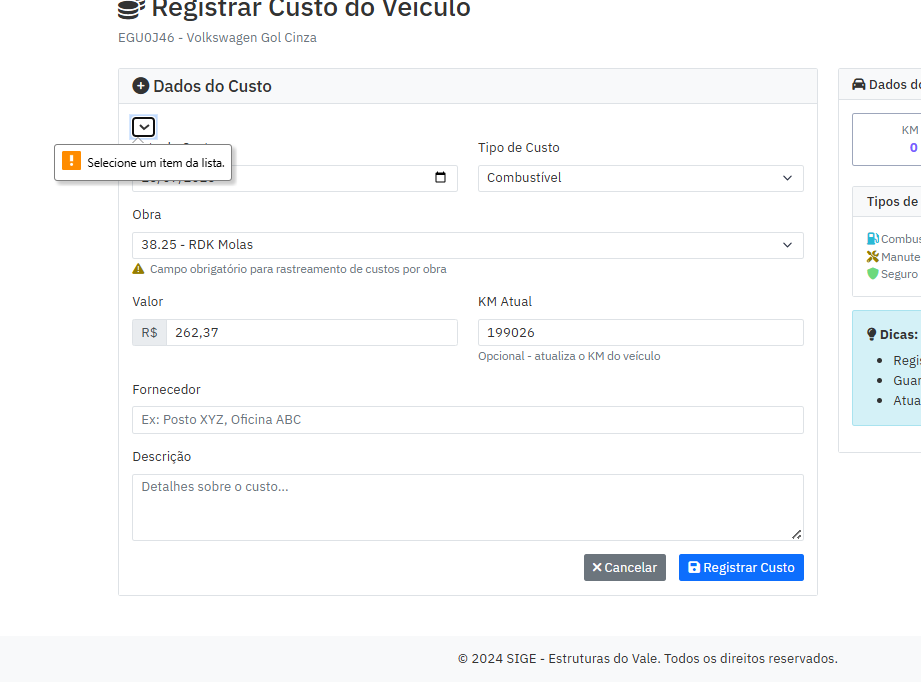 Registrar Custo do Veículo
EGU0J46 - Volkswagen Gol Cinza
Dados do Custo
Selecione um item da lista.
Tipo de Custo
Combustível
Obra
38.25 - RDK Molas
Campo obrigatório para rastreamento de custos por obra
Valor
KM Atual
R$ 262,37
199026
Opcional - atualiza o KM do veículo
Fornecedor
Ex: Posto XYZ, Oficina ABC
Descrição
Detalhes sobre o custo...
Cancelar
Registrar Custo
Dados do
KM
0
Tipos de
Combus
Manute
Seguro
Dicas:
Regis
Guar
Atua
© 2024 SIGE - Estruturas do Vale. Todos os direitos reservados.